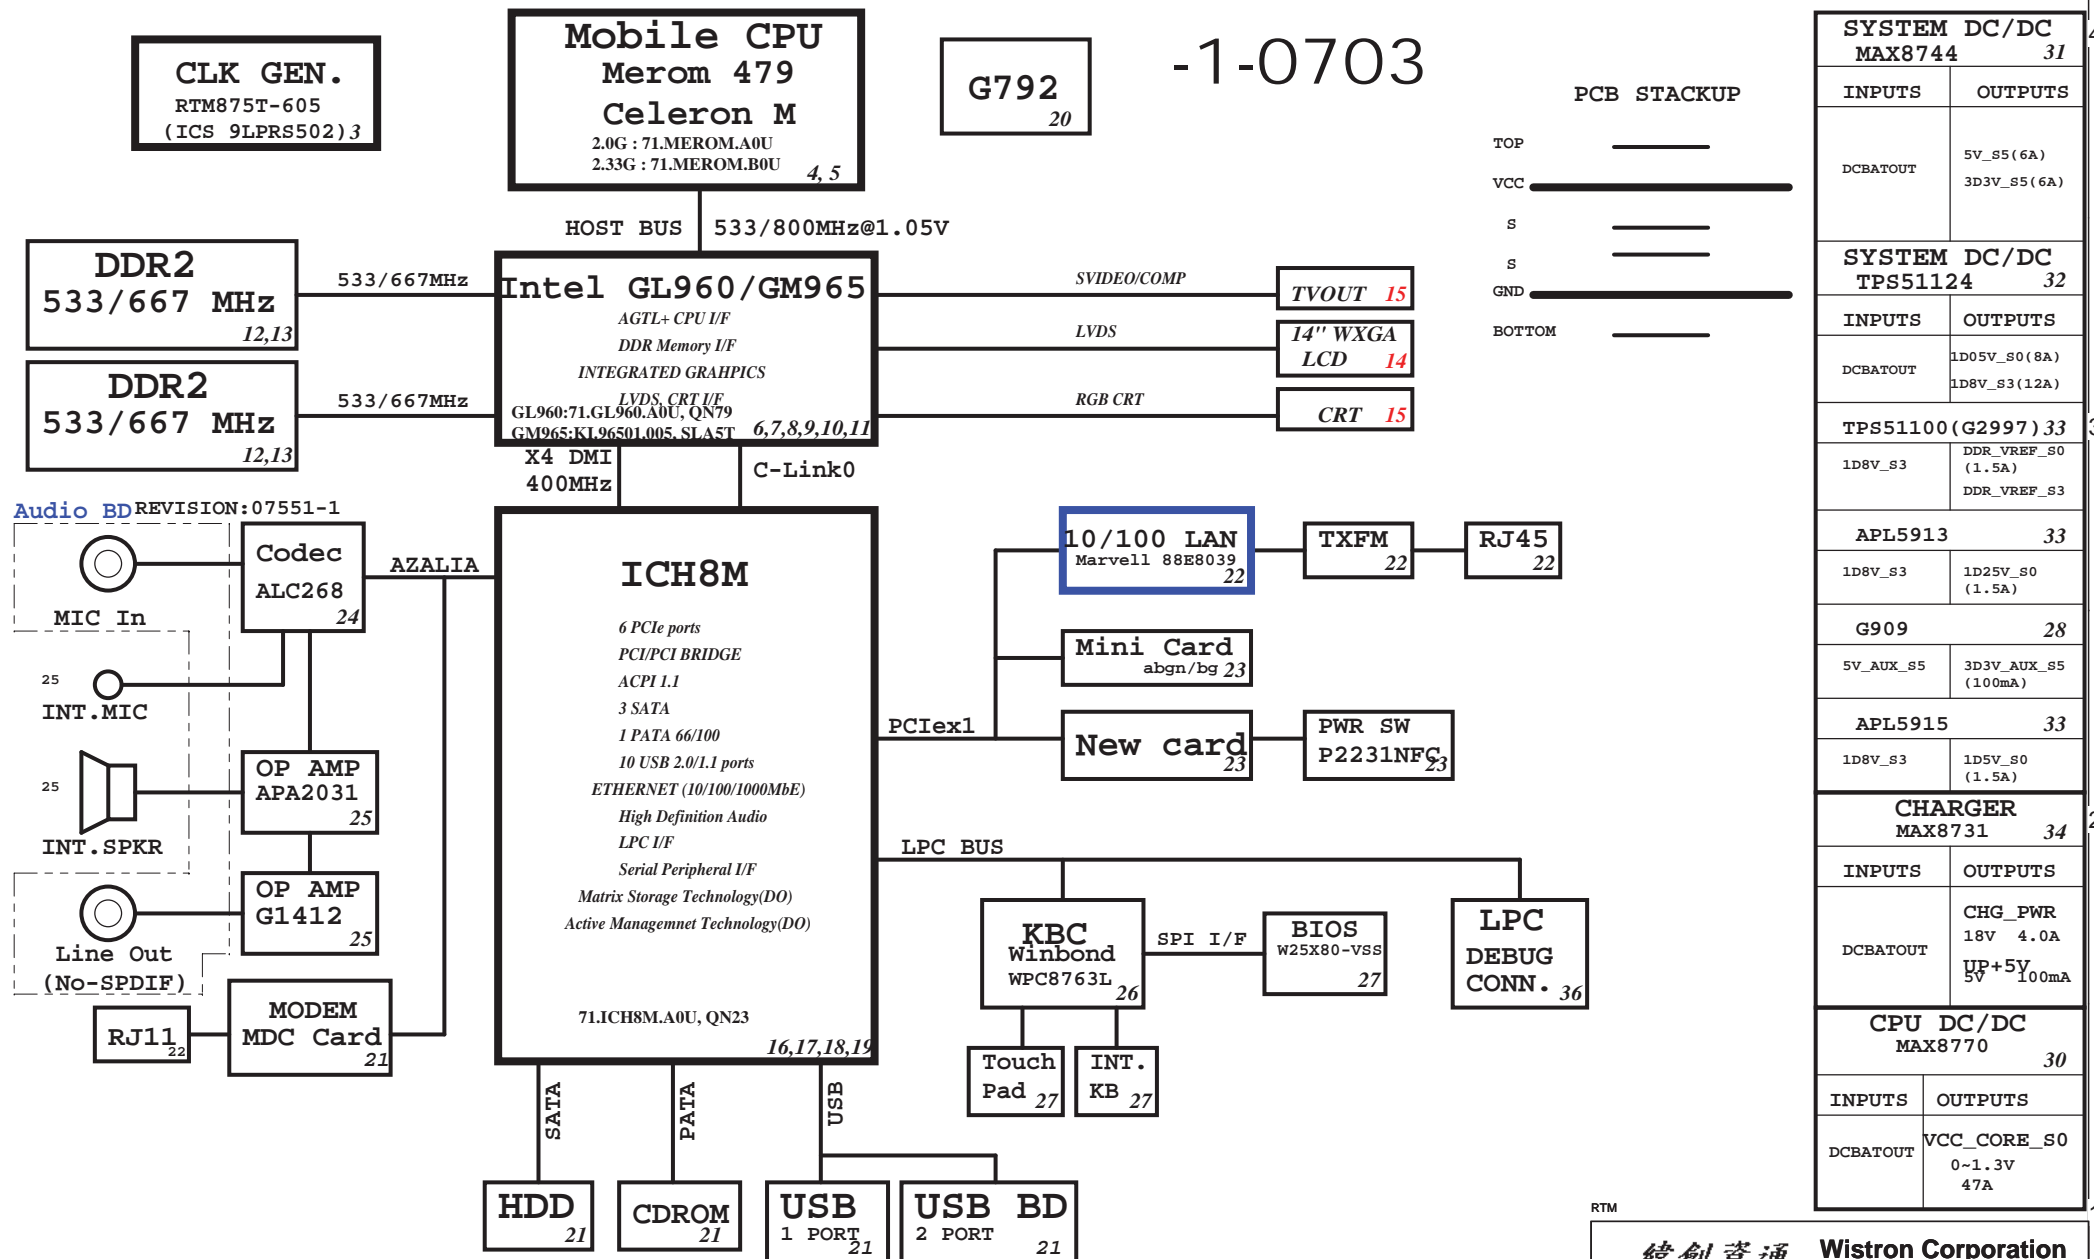 CLK GEN.
RTM875T-605
(ICS 9LPRS502) 3
Mobile CPU
Merom 479
Celeron M
2.0G : 71.MEROM.A0U
2.33G : 71.MEROM.B0U
4, 5
G792
20
-1-0703
PCB STACKUP
TOP
VCC
S
S
GND
BOTTOM
HOST BUS
533/800MHz@1.05V
DDR2
533/667 MHz
12,13
533/667MHz
DDR2
533/667 MHz
12,13
533/667MHz
Intel GL960/GM965
AGTL+ CPU I/F
DDR Memory I/F
INTEGRATED GRAHPICS
LVDS, CRT I/F
GL960:71.GL960.A0U, QN79
GM965:KI.96501.005, SLA5T
6,7,8,9,10,11
SVIDEO/COMP
TVOUT 15
LVDS
14" WXGA
LCD 14
RGB CRT
CRT 15
X4 DMI
400MHz
C-Link0
Audio BD REVISION:07551-1
MIC In
Codec
ALC268
24
AZALIA
25
INT.MIC
25
INT.SPKR
OP AMP
APA2031
25
OP AMP
G1412
25
Line Out
(No-SPDIF)
RJ11
22
MODEM
MDC Card
21
ICH8M
6 PCIe ports
PCI/PCI BRIDGE
ACPI 1.1
3 SATA
1 PATA 66/100
10 USB 2.0/1.1 ports
ETHERNET (10/100/1000MbE)
High Definition Audio
LPC I/F
Serial Peripheral I/F
Matrix Storage Technology(DO)
Active Managemnet Technology(DO)
71.ICH8M.A0U, QN23
16,17,18,19
10/100 LAN
Marvell 88E8039
22
TXFM
22
RJ45
22
Mini Card
abgn/bg 23
PCIex1
New card
23
PWR SW
P2231NFC
23
LPC BUS
KBC
Winbond
WPC8763L
26
SPI I/F
BIOS
W25X80-VSS
27
LPC
DEBUG
CONN. 36
Touch
Pad 27
INT.
KB 27
SATA
PATA
USB
HDD
21
CDROM
21
USB
1 PORT
21
USB BD
2 PORT
21
SYSTEM DC/DC
MAX8744 31
INPUTS OUTPUTS
DCBATOUT
5V_S5(6A)
3D3V_S5(6A)
SYSTEM DC/DC
TPS51124 32
INPUTS OUTPUTS
DCBATOUT
1D05V_S0(8A)
1D8V_S3(12A)
TPS51100(G2997) 33
1D8V_S3
DDR_VREF_S0
(1.5A)
DDR_VREF_S3
APL5913 33
1D8V_S3
1D25V_S0
(1.5A)
G909 28
5V_AUX_S5
3D3V_AUX_S5
(100mA)
APL5915 33
1D8V_S3
1D5V_S0
(1.5A)
CHARGER
MAX8731 34
INPUTS OUTPUTS
DCBATOUT
CHG_PWR
18V 4.0A
UP+5V
5V 100mA
CPU DC/DC
MAX8770
30
INPUTS OUTPUTS
DCBATOUT
VCC_CORE_S0
0~1.3V
47A
RTM
緯創資通 Wistron Corporation